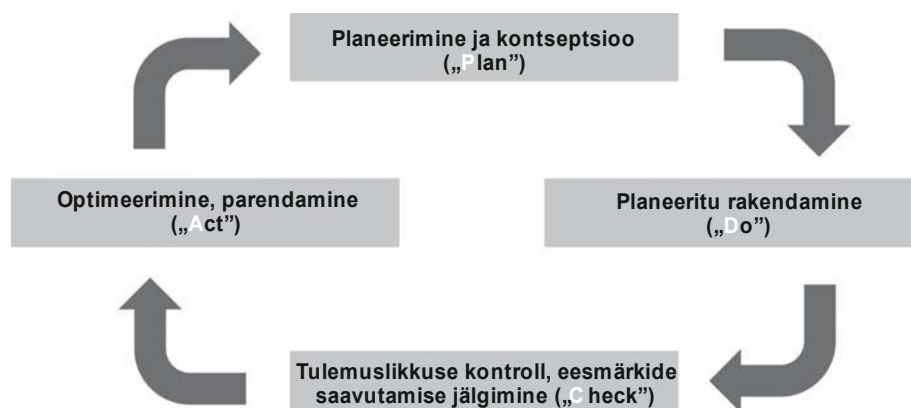 Planeerimine ja kontseptsioo
(„Plan”)
Optimeerimine, parendamine
(„Act”)
Planeeritu rakendamine
(„Do”)
Tulemuslikkuse kontroll, eesmärkide
saavutamise jälgimine („C heck”)